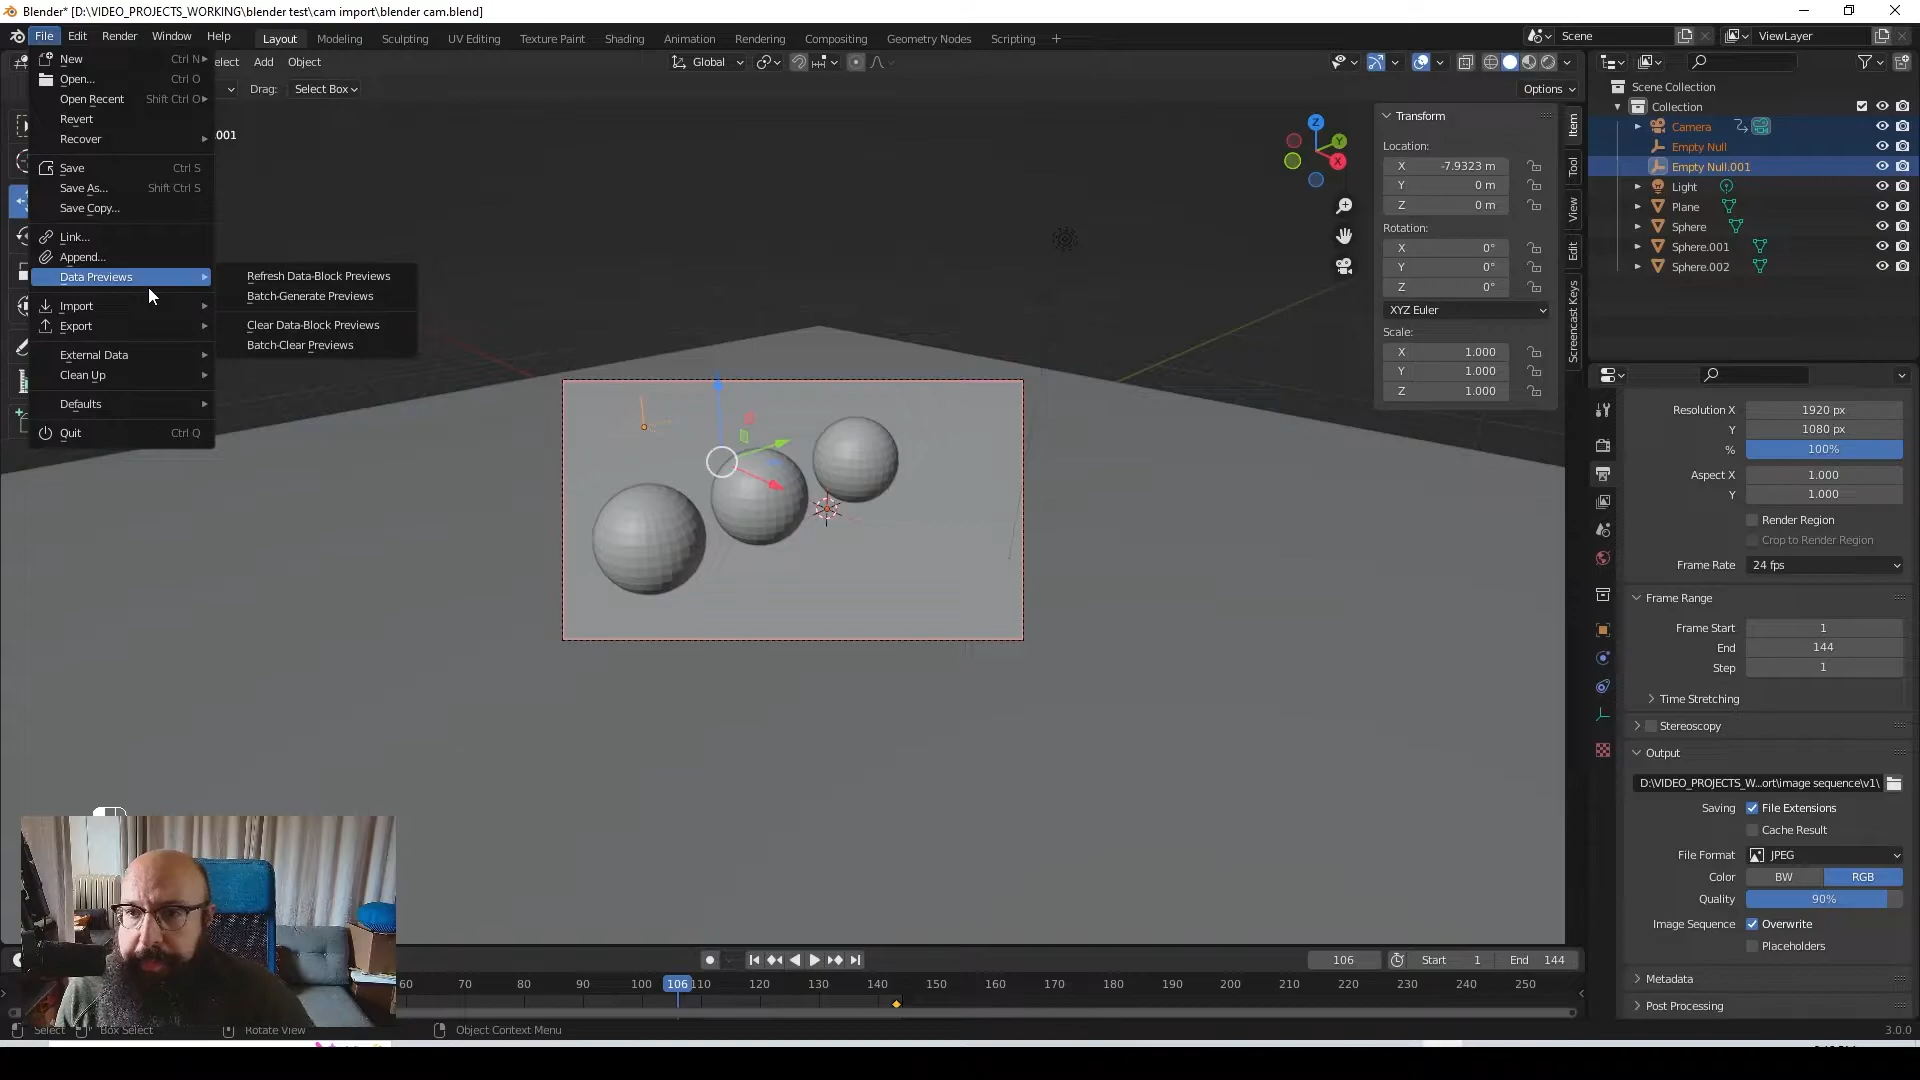 Blender* [D:\VIDEO_PROJECTS_WORKING\blender test\cam import\blender cam.blend]
File Edit Render Window Help
Layout Modeling Sculpting UV Editing Texture Paint Shading Animation Rendering Compositing Geometry Nodes Scripting +
Scene
ViewLayer
New Ctrl N
Open... Ctrl O
Open Recent Shift Ctrl O
Revert
Recover
Save Ctrl S
Save As... Shift Ctrl S
Save Copy...
Link...
Append...
Data Previews
Import
Export
External Data
Clean Up
Defaults
Quit Ctrl Q
Refresh Data-Block Previews
Batch-Generate Previews
Clear Data-Block Previews
Batch-Clear Previews
elect Add Object
Global
Drag: Select Box
Options
.001
Z
Y
X
Transform
Location:
X -7.9323 m
Y 0 m
Z 0 m
Rotation:
X 0°
Y 0°
Z 0°
XYZ Euler
Scale:
X 1.000
Y 1.000
Z 1.000
Item
Tool
View
Edit
Screencast Keys
Scene Collection
Collection
Camera
Empty Null
Empty Null.001
Light
Plane
Sphere
Sphere.001
Sphere.002
Resolution X 1920 px
Y 1080 px
% 100%
Aspect X 1.000
Y 1.000
Render Region
Crop to Render Region
Frame Rate 24 fps
Frame Range
Frame Start 1
End 144
Step 1
Time Stretching
Stereoscopy
Output
D:\VIDEO_PROJECTS_W...ort\image sequence\v1\
Saving File Extensions
Cache Result
File Format JPEG
Color BW RGB
Quality 90%
Image Sequence Overwrite
Placeholders
Metadata
Post Processing
106 Start 1 End 144
60 70 80 90 100 106 110 120 130 140 150 160 170 180 190 200 210 220 230 240 250
Select Box Select Rotate View Object Context Menu
3.0.0